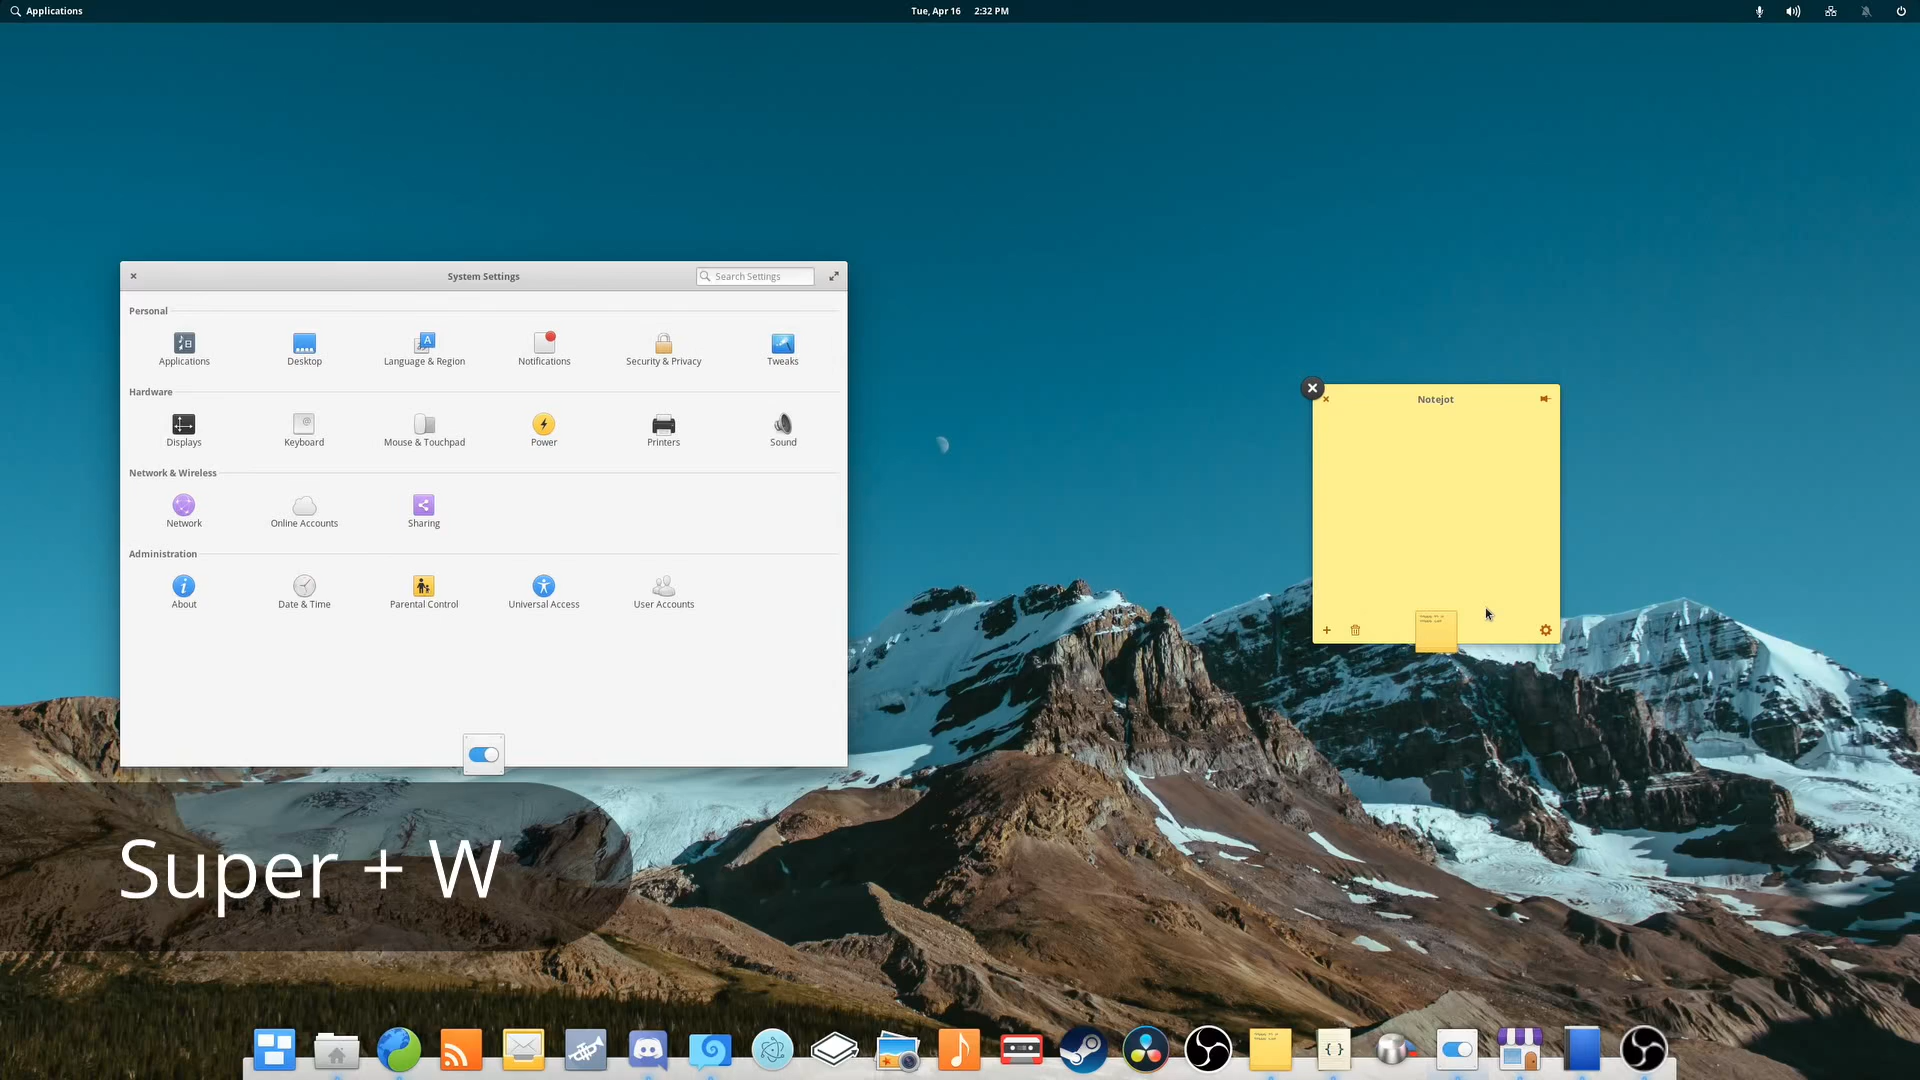 Applications
Tue, Apr 16 2:32 PM
System Settings
Search Settings
Personal
Applications
Desktop
Language & Region
Notifications
Security & Privacy
Tweaks
Hardware
Displays
Keyboard
Mouse & Touchpad
Power
Printers
Sound
Network & Wireless
Network
Online Accounts
Sharing
Administration
About
Date & Time
Parental Control
Universal Access
User Accounts
Notejot
Super + W